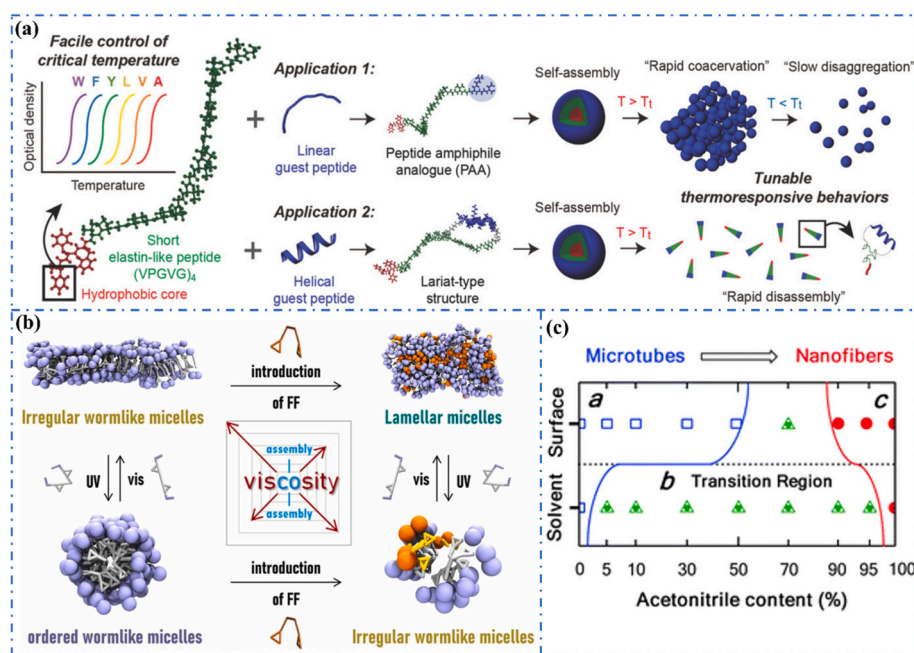 (a)
Facile control of
critical temperature
W F Y L V A
Optical density
Temperature
Short
elastin-like peptide
(VPGVG)4
Hydrophobic core
Application 1:
+
Linear
guest peptide
Peptide amphiphile
analogue (PAA)
Self-assembly
T > Tt
"Rapid coacervation"
T < Tt
"Slow disaggregation"
Application 2:
+
Helical
guest peptide
Lariat-type
structure
Self-assembly
T > Tt
Tunable
thermoresponsive behaviors
"Rapid disassembly"
(b)
introduction
of FF
Irregular wormlike micelles
Lamellar micelles
UV
vis
assembly
viscosity
assembly
vis
UV
introduction
of FF
ordered wormlike micelles
Irregular wormlike micelles
(c)
Microtubes
Nanofibers
Surface
Solvent
a
c
b Transition Region
0 5 10 30 50 70 90 95 100
Acetonitrile content (%)